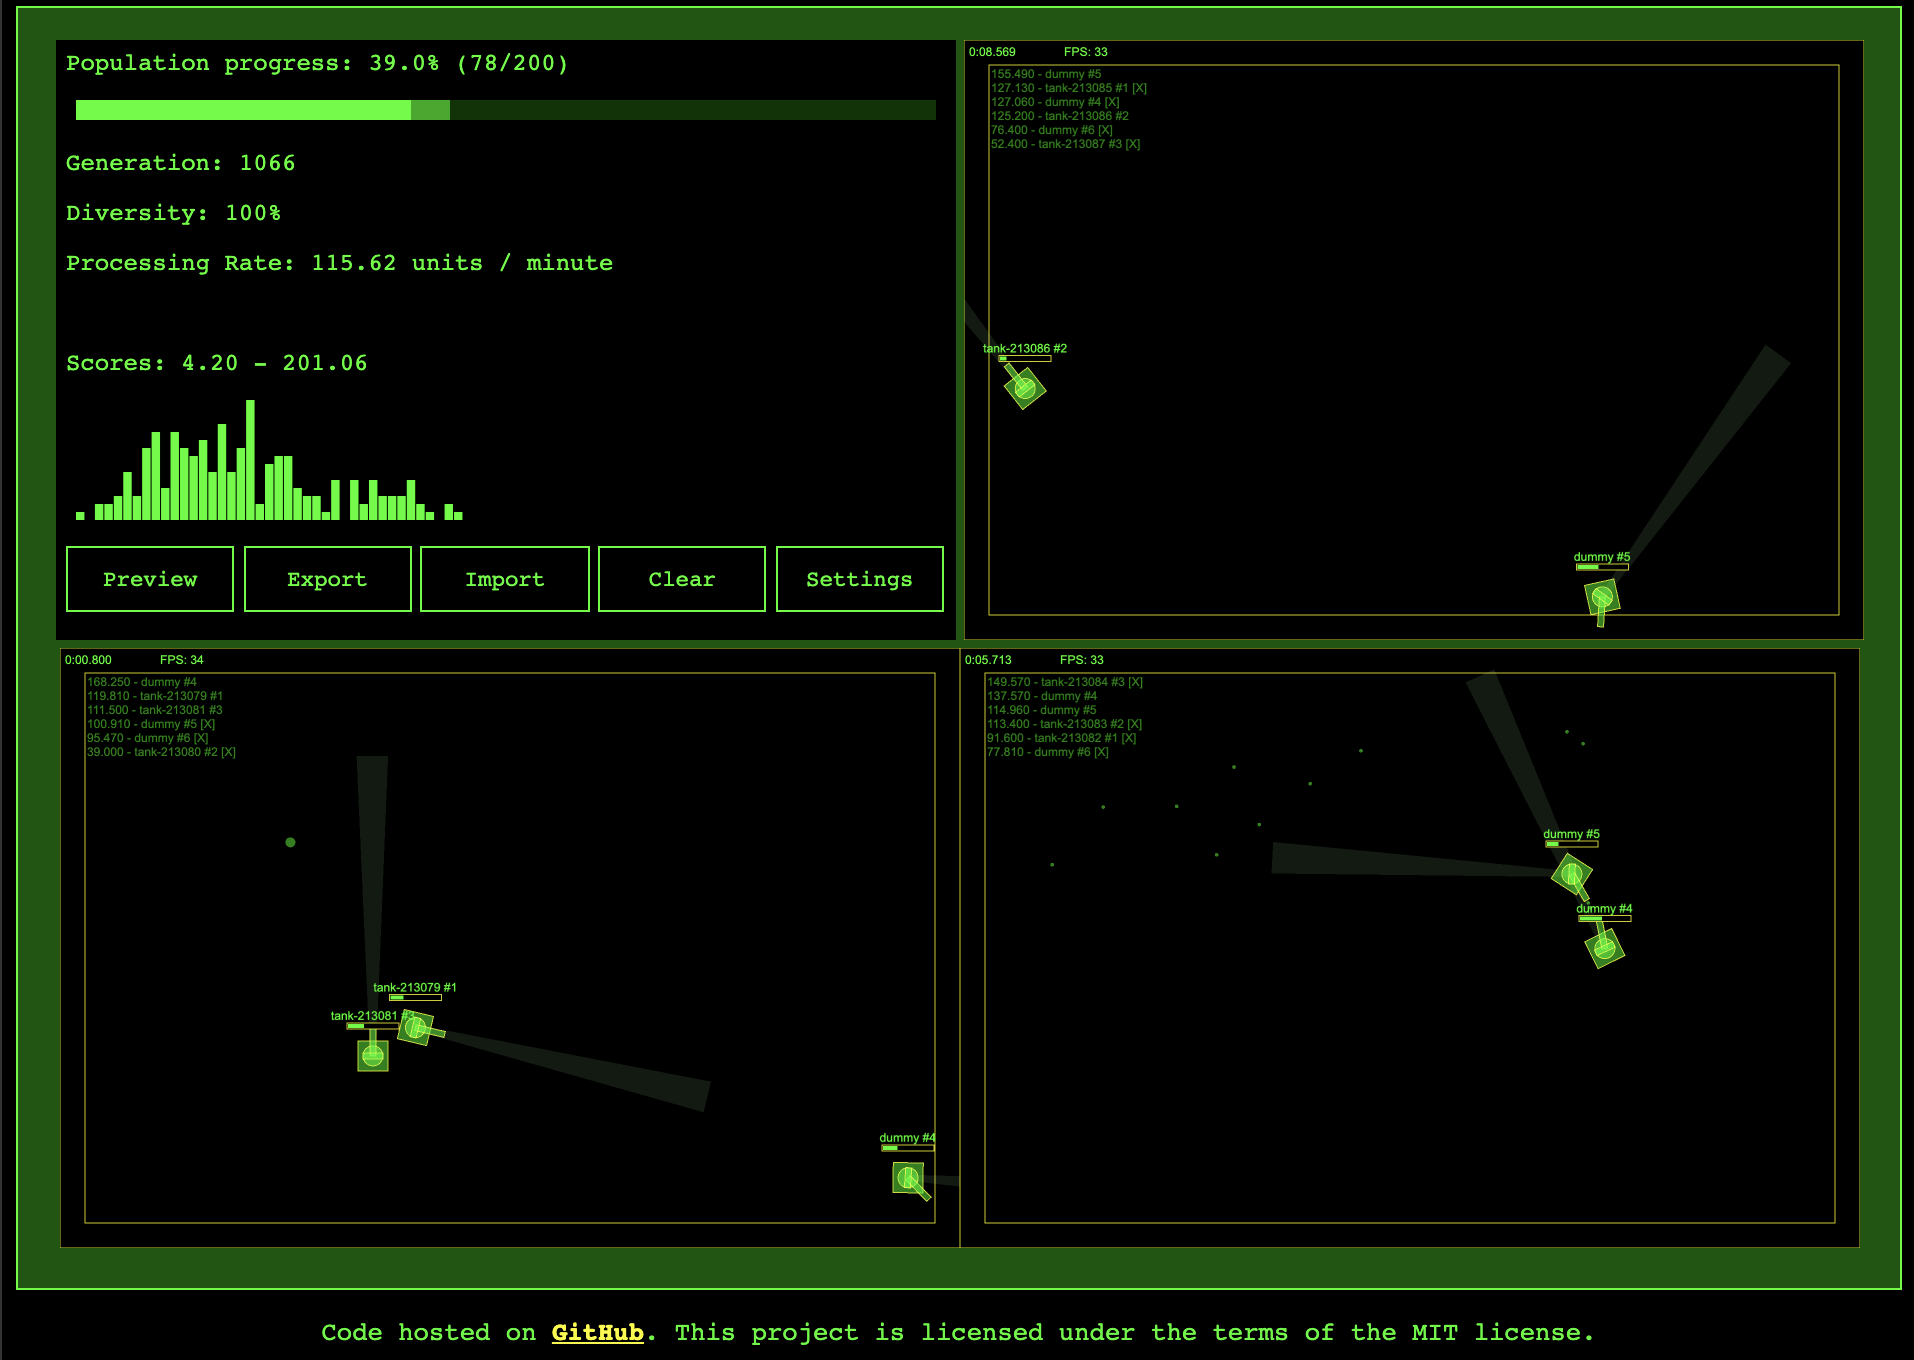 Population progress: 39.0% (78/200)
Generation: 1066
Diversity: 100%
Processing Rate: 115.62 units / minute
Scores: 4.20 - 201.06
Preview
Export
Import
Clear
Settings
0:08.569 FPS: 33
155.490 - dummy #5
127.130 - tank-213085 #1 [X]
127.060 - dummy #4 [X]
125.200 - tank-213086 #2
76.400 - dummy #6 [X]
52.400 - tank-213087 #3 [X]
tank-213086 #2
dummy #5
0:00.800 FPS: 34
168.250 - dummy #4
119.810 - tank-213079 #1
111.500 - tank-213081 #3
100.910 - dummy #5 [X]
95.470 - dummy #6 [X]
39.000 - tank-213080 #2 [X]
tank-213079 #1
tank-213081 #3
dummy #4
0:05.713 FPS: 33
149.570 - tank-213084 #3 [X]
137.570 - dummy #4
114.960 - dummy #5
113.400 - tank-213083 #2 [X]
91.600 - tank-213082 #1 [X]
77.810 - dummy #6 [X]
dummy #5
dummy #4
Code hosted on GitHub. This project is licensed under the terms of the MIT license.